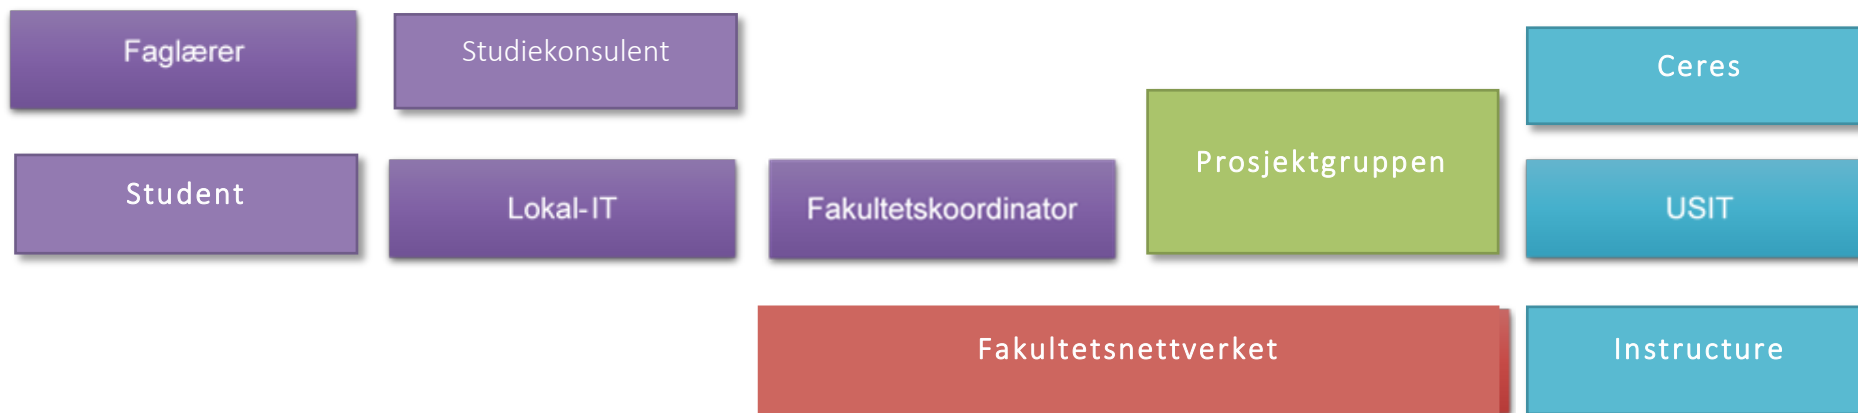 Faglærer
Studiekonsulent
Ceres
Student
Lokal-IT
Fakultetskoordinator
Prosjektgruppen
USIT
Fakultetsnettverket
Instructure